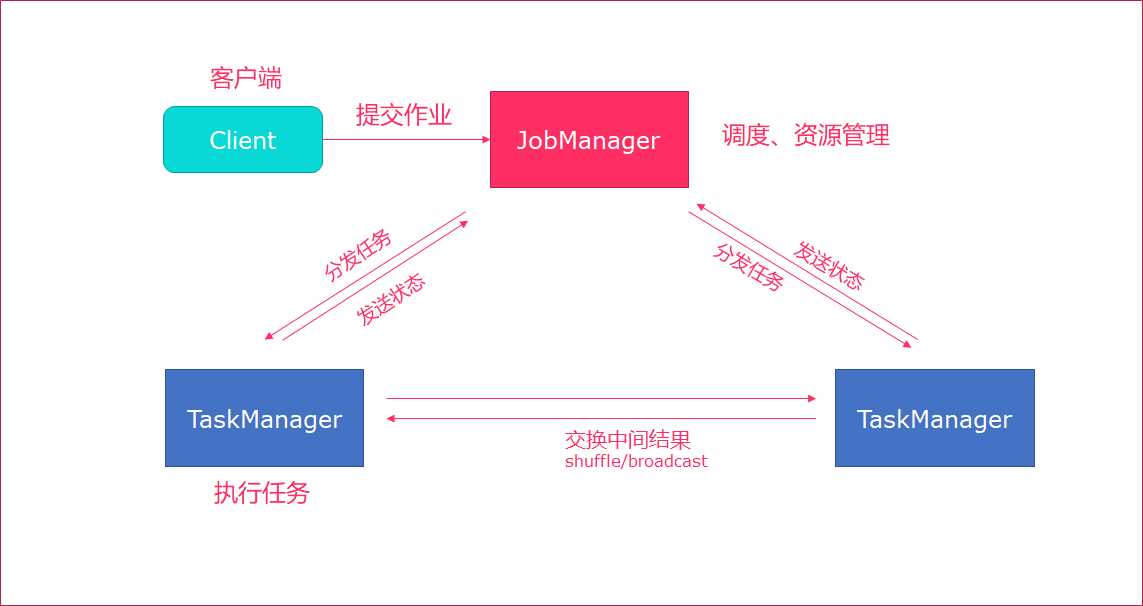 客户端
Client
提交作业
JobManager
调度、资源管理
分发任务
发送状态
发送状态
分发任务
TaskManager
TaskManager
交换中间结果
shuffle/broadcast
执行任务